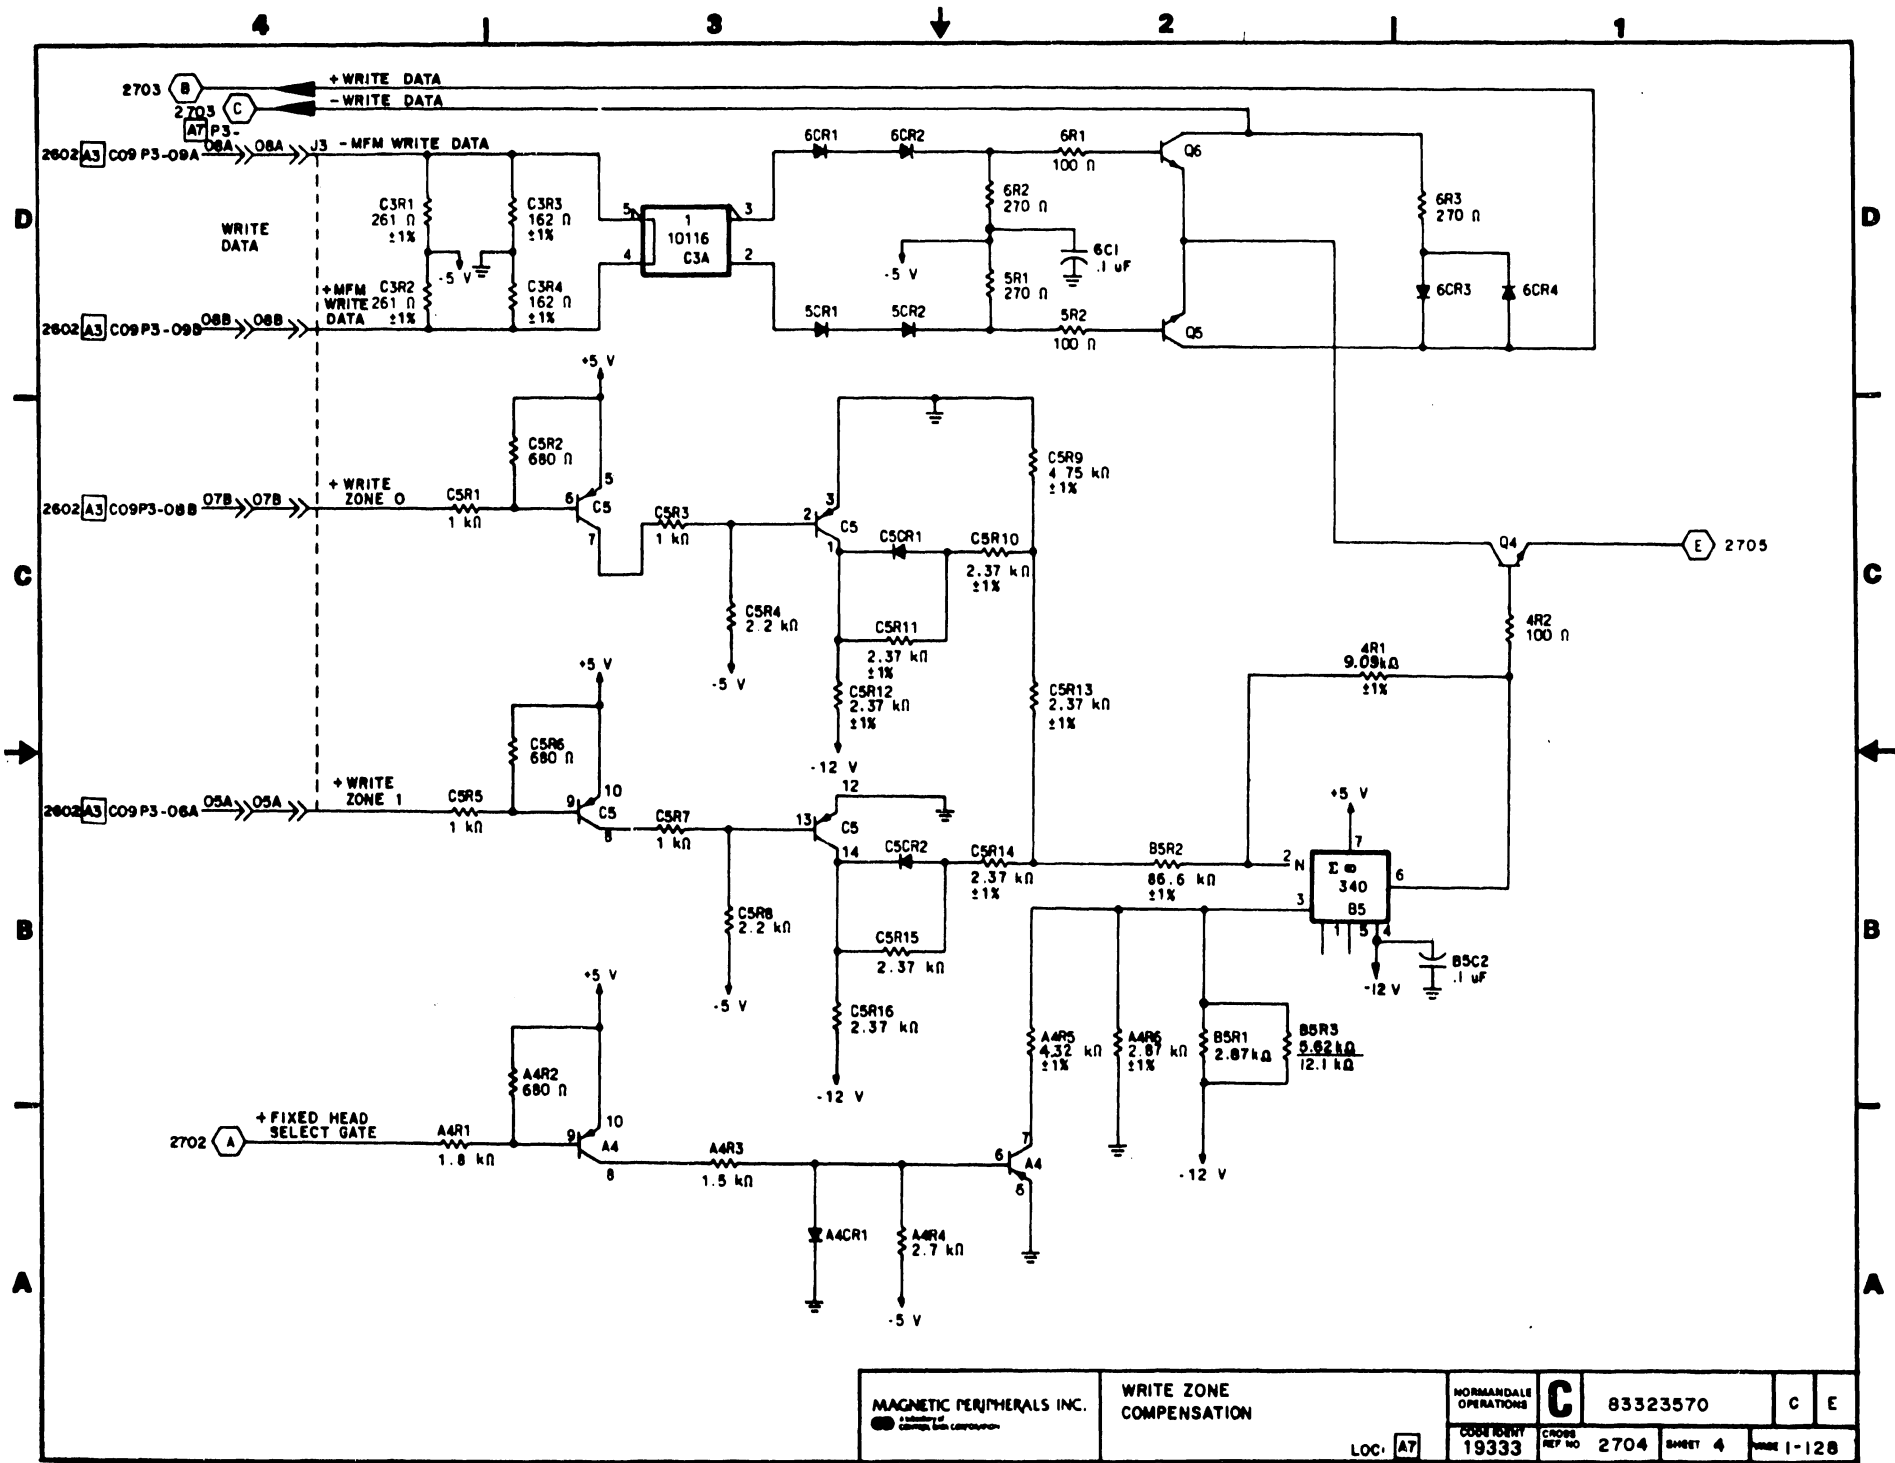 4 3 2 1
2703 B + WRITE DATA
2703 C - WRITE DATA
A7 P3-
2602 A3 C09 P3-09A 08A 08A J3 - MFM WRITE DATA
WRITE
DATA
C3R1
261 Ω
±1%
C3R3
162 Ω
±1%
-5 V
C3R2
261 Ω
±1%
C3R4
162 Ω
±1%
+MFM
WRITE
DATA
2602 A3 C09P3-09B 08B 08B
5 1 3
10116
4 C3A 2
6CR1 6CR2
6R1
100 Ω
Q6
6R2
270 Ω
-5 V
6C1
.1 uF
5R1
270 Ω
5CR1 5CR2
5R2
100 Ω
Q5
6R3
270 Ω
6CR3 6CR4
D D
+5 V
C5R2
680 Ω
2602 A3 C09P3-08B 07B 07B
+ WRITE
ZONE 0
C5R1
1 kΩ
6 5
C5
7
C5R3
1 kΩ
C5R4
2.2 kΩ
-5 V
2 3
C5
1
C5CR1
C5R9
4.75 kΩ
±1%
C5R10
2.37 kΩ
±1%
C5R11
2.37 kΩ
±1%
C5R12
2.37 kΩ
±1%
-12 V
C5R13
2.37 kΩ
±1%
Q4
E 2705
4R2
100 Ω
4R1
9.09kΩ
±1%
C C
+5 V
C5R6
680 Ω
2602 A3 C09 P3-06A 05A 05A
+ WRITE
ZONE 1
C5R5
1 kΩ
9 10
C5
8
C5R7
1 kΩ
C5R8
2.2 kΩ
-5 V
12
13
C5
14
C5CR2
C5R14
2.37 kΩ
±1%
C5R15
2.37 kΩ
C5R16
2.37 kΩ
-12 V
B5R2
86.6 kΩ
±1%
+5 V
7
2 N Σ ∞
340
B5
3 6
1 5 4
-12 V
B5C2
.1 uF
B B
+5 V
A4R2
680 Ω
2702 A
+ FIXED HEAD
SELECT GATE
A4R1
1.8 kΩ
9 10
A4
8
A4R3
1.5 kΩ
A4CR1
A4R4
2.7 kΩ
-5 V
6 7
A4
5
A4R5
4.32 kΩ
±1%
A4R6
2.87 kΩ
±1%
B5R1
2.87kΩ
B5R3
5.62kΩ
12.1 kΩ
-12 V
A A
MAGNETIC PERIPHERALS INC.
a subsidiary of
CONTROL DATA CORPORATION
WRITE ZONE
COMPENSATION
LOC: A7
NORMANDALE
OPERATIONS
C 83323570 C E
CODE IDENT
19333
CROSS
REF NO 2704 SHEET 4 1-128